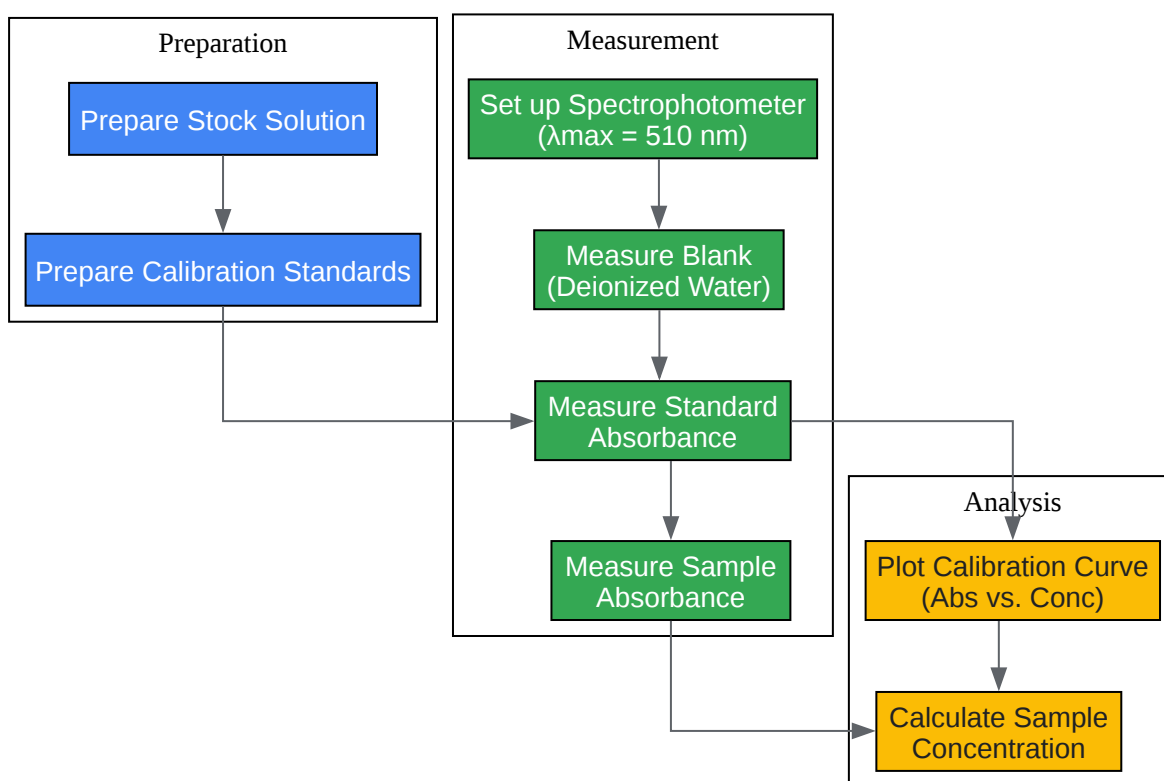 Preparation
Prepare Stock Solution
Prepare Calibration Standards
Measurement
Set up Spectrophotometer
(λmax = 510 nm)
Measure Blank
(Deionized Water)
Measure Standard
Absorbance
Measure Sample
Absorbance
Analysis
Plot Calibration Curve
(Abs vs. Conc)
Calculate Sample
Concentration